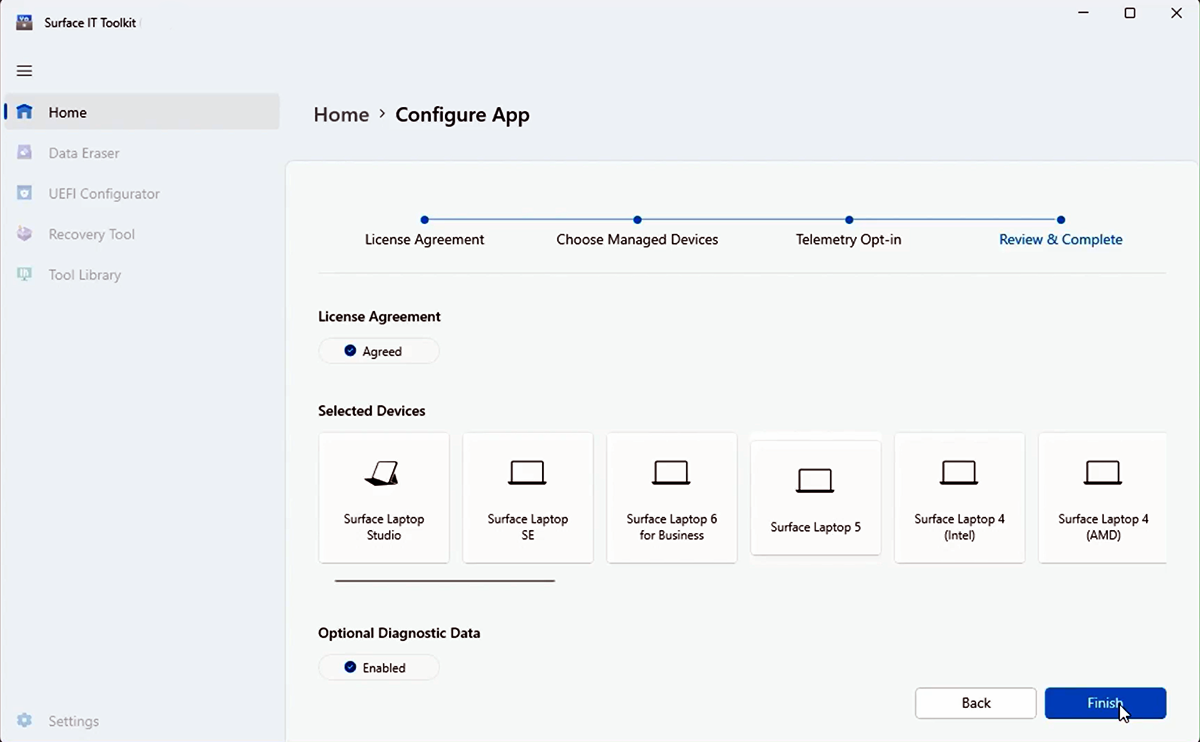 Surface IT Toolkit
Home
Data Eraser
UEFI Configurator
Recovery Tool
Tool Library
Settings
Home > Configure App
License Agreement
Choose Managed Devices
Telemetry Opt-in
Review & Complete
License Agreement
Agreed
Selected Devices
Surface Laptop
Studio
Surface Laptop
SE
Surface Laptop 6
for Business
Surface Laptop 5
Surface Laptop 4
(Intel)
Surface Laptop 4
(AMD)
Optional Diagnostic Data
Enabled
Back
Finish